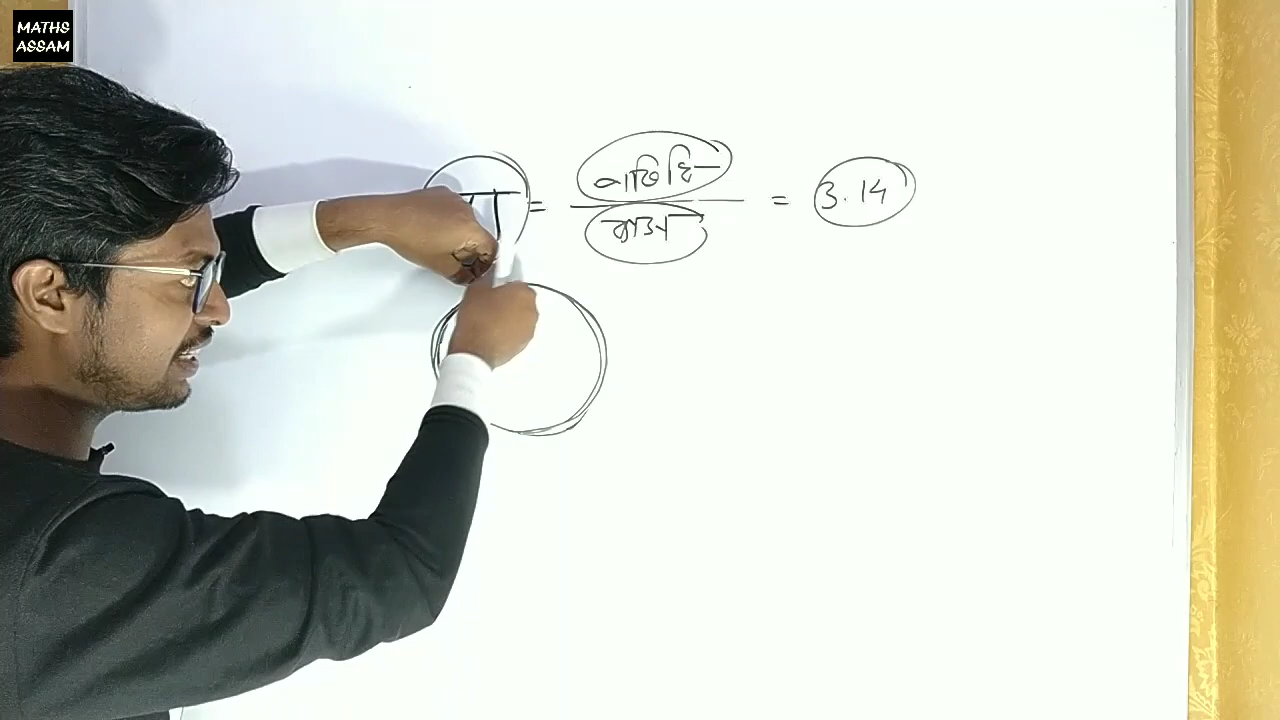 MATHS
ASSAM
π = পৰিধি / ব্যাস = 3.14